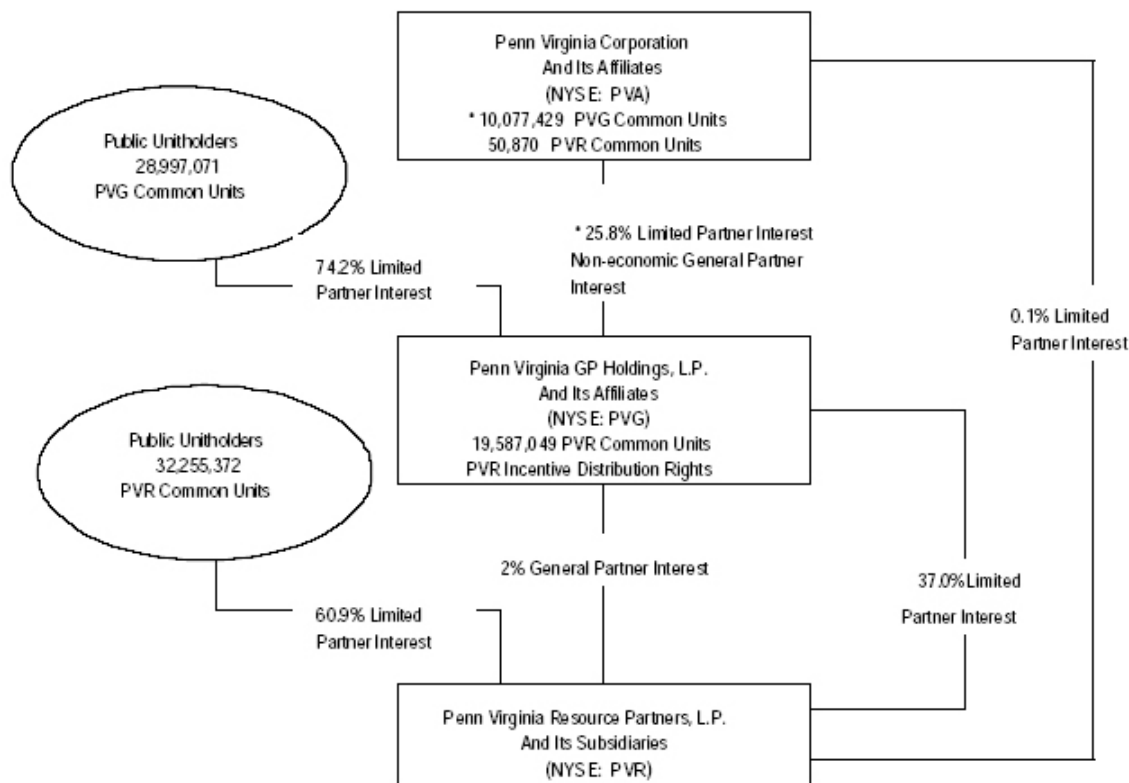 Penn Virginia Corporation
And Its Affiliates
(NYSE: PVA)
* 10,077,429 PVG Common Units
50,870 PVR Common Units
Public Unitholders
28,997,071
PVG Common Units
* 25.8% Limited Partner Interest
Non-economic General Partner
Interest
74.2% Limited
Partner Interest
0.1% Limited
Partner Interest
Penn Virginia GP Holdings, L.P.
And Its Affiliates
(NYSE: PVG)
19,587,049 PVR Common Units
PVR Incentive Distribution Rights
Public Unitholders
32,255,372
PVR Common Units
2% General Partner Interest
37.0% Limited
Partner Interest
60.9% Limited
Partner Interest
Penn Virginia Resource Partners, L.P.
And Its Subsidiaries
(NYSE: PVR)